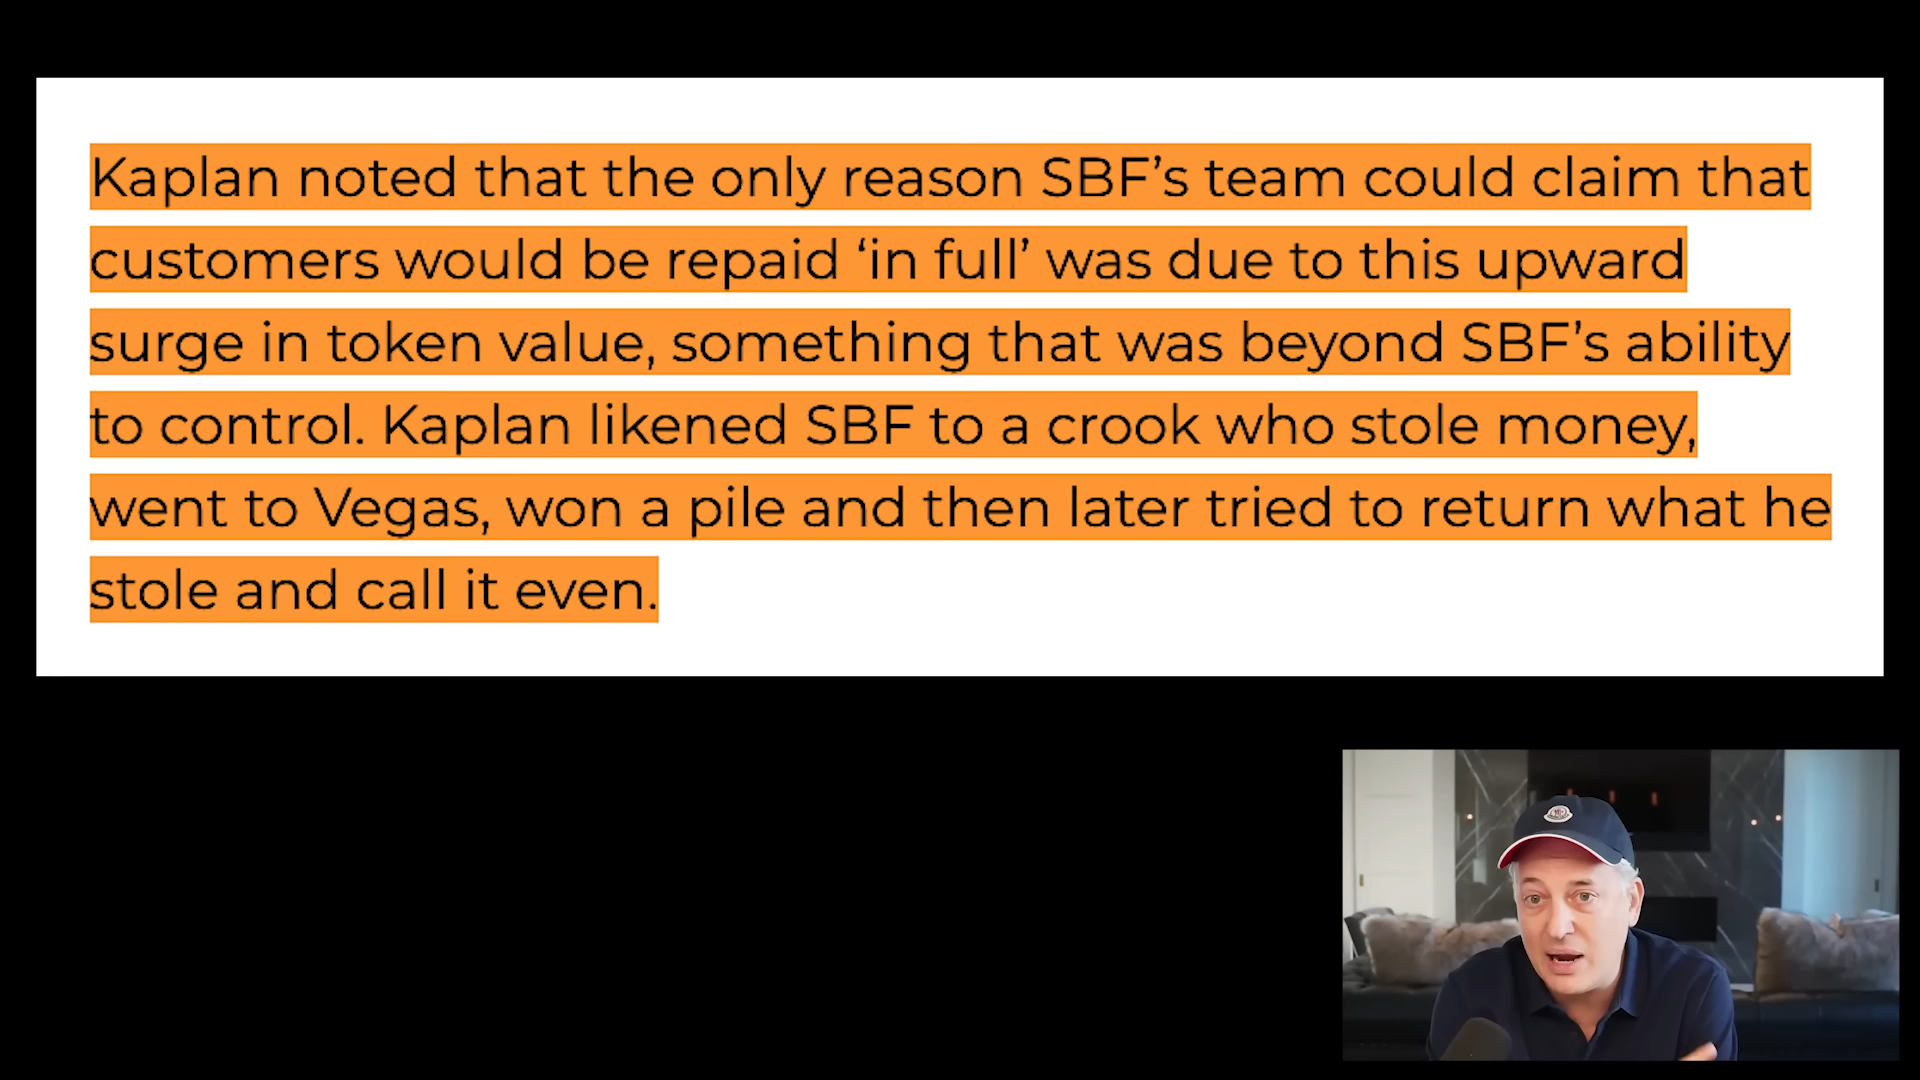 Kaplan noted that the only reason SBF’s team could claim that
customers would be repaid ‘in full’ was due to this upward
surge in token value, something that was beyond SBF’s ability
to control. Kaplan likened SBF to a crook who stole money,
went to Vegas, won a pile and then later tried to return what he
stole and call it even.